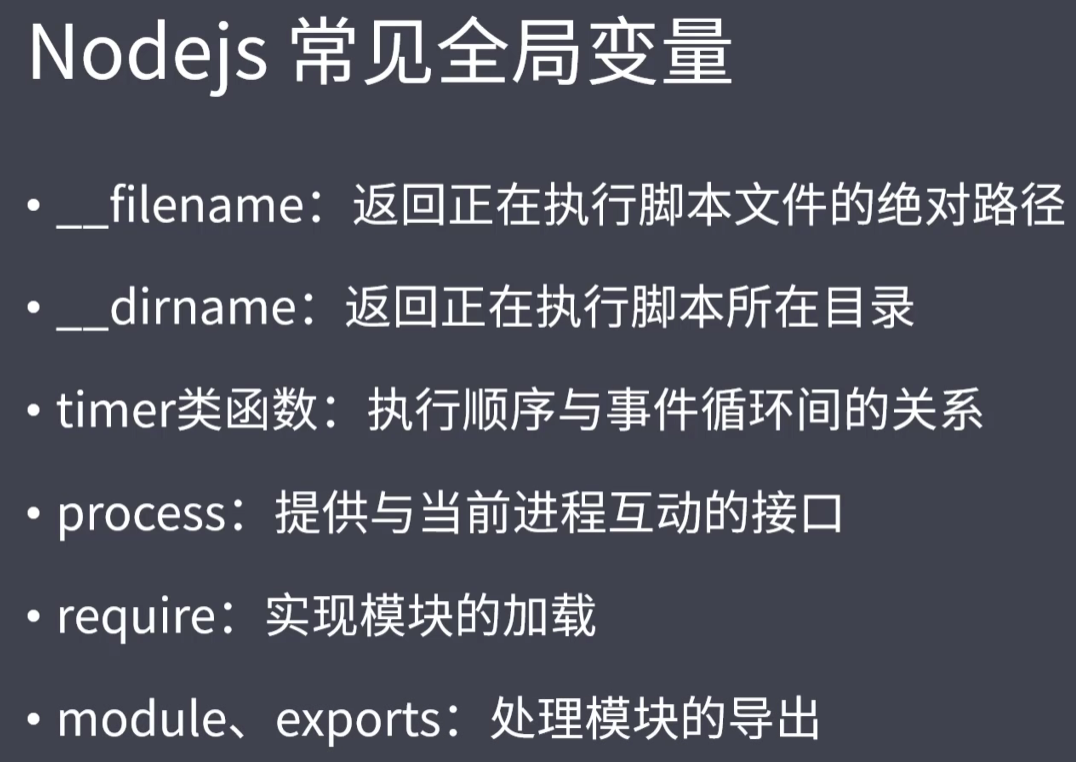 Nodejs 常见全局变量
• __filename：返回正在执行脚本文件的绝对路径
• __dirname：返回正在执行脚本所在目录
• timer类函数：执行顺序与事件循环间的关系
• process：提供与当前进程互动的接口
• require：实现模块的加载
• module、exports：处理模块的导出